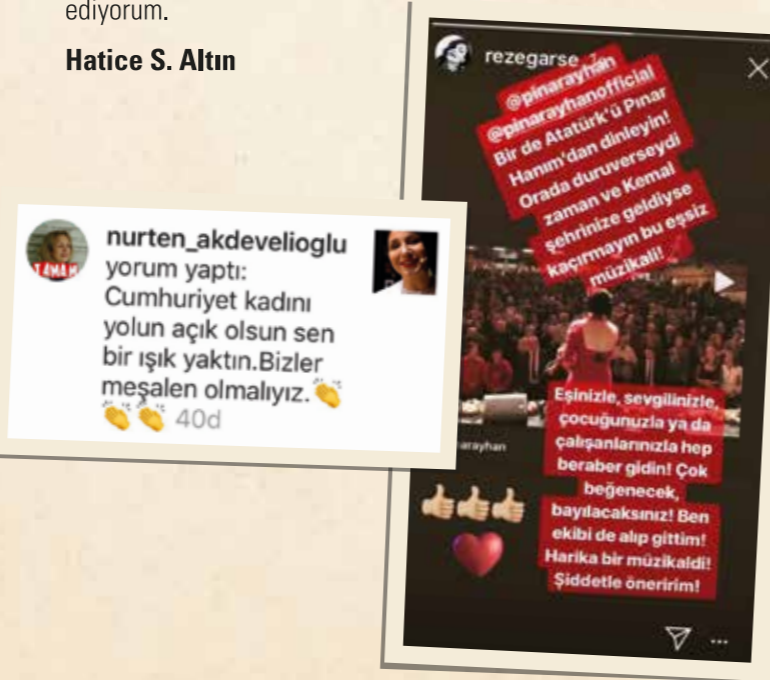 ediyorum.
Hatice S. Altın
nurten_akdevelioglu
yorum yaptı:
Cumhuriyet kadını
yolun açık olsun sen
bir ışık yaktın.Bizler
meşalen olmalıyız.👏
👏👏 40d
TAMAM
rezegarse
@pinarayhan
@pinarayhanofficial
Bir de Atatürk'ü Pınar
Hanım'dan dinleyin!
Orada duruverseydi
zaman ve Kemal
şehrinize geldiyse
kaçırmayın bu eşsiz
müzikali!
Eşinizle, sevgilinizle,
çocuğunuzla ya da
çalışanlarınızla hep
beraber gidin! Çok
beğenecek,
bayılacaksınız! Ben
ekibi de alıp gittim!
Harika bir müzikaldi!
Şiddetle öneririm!